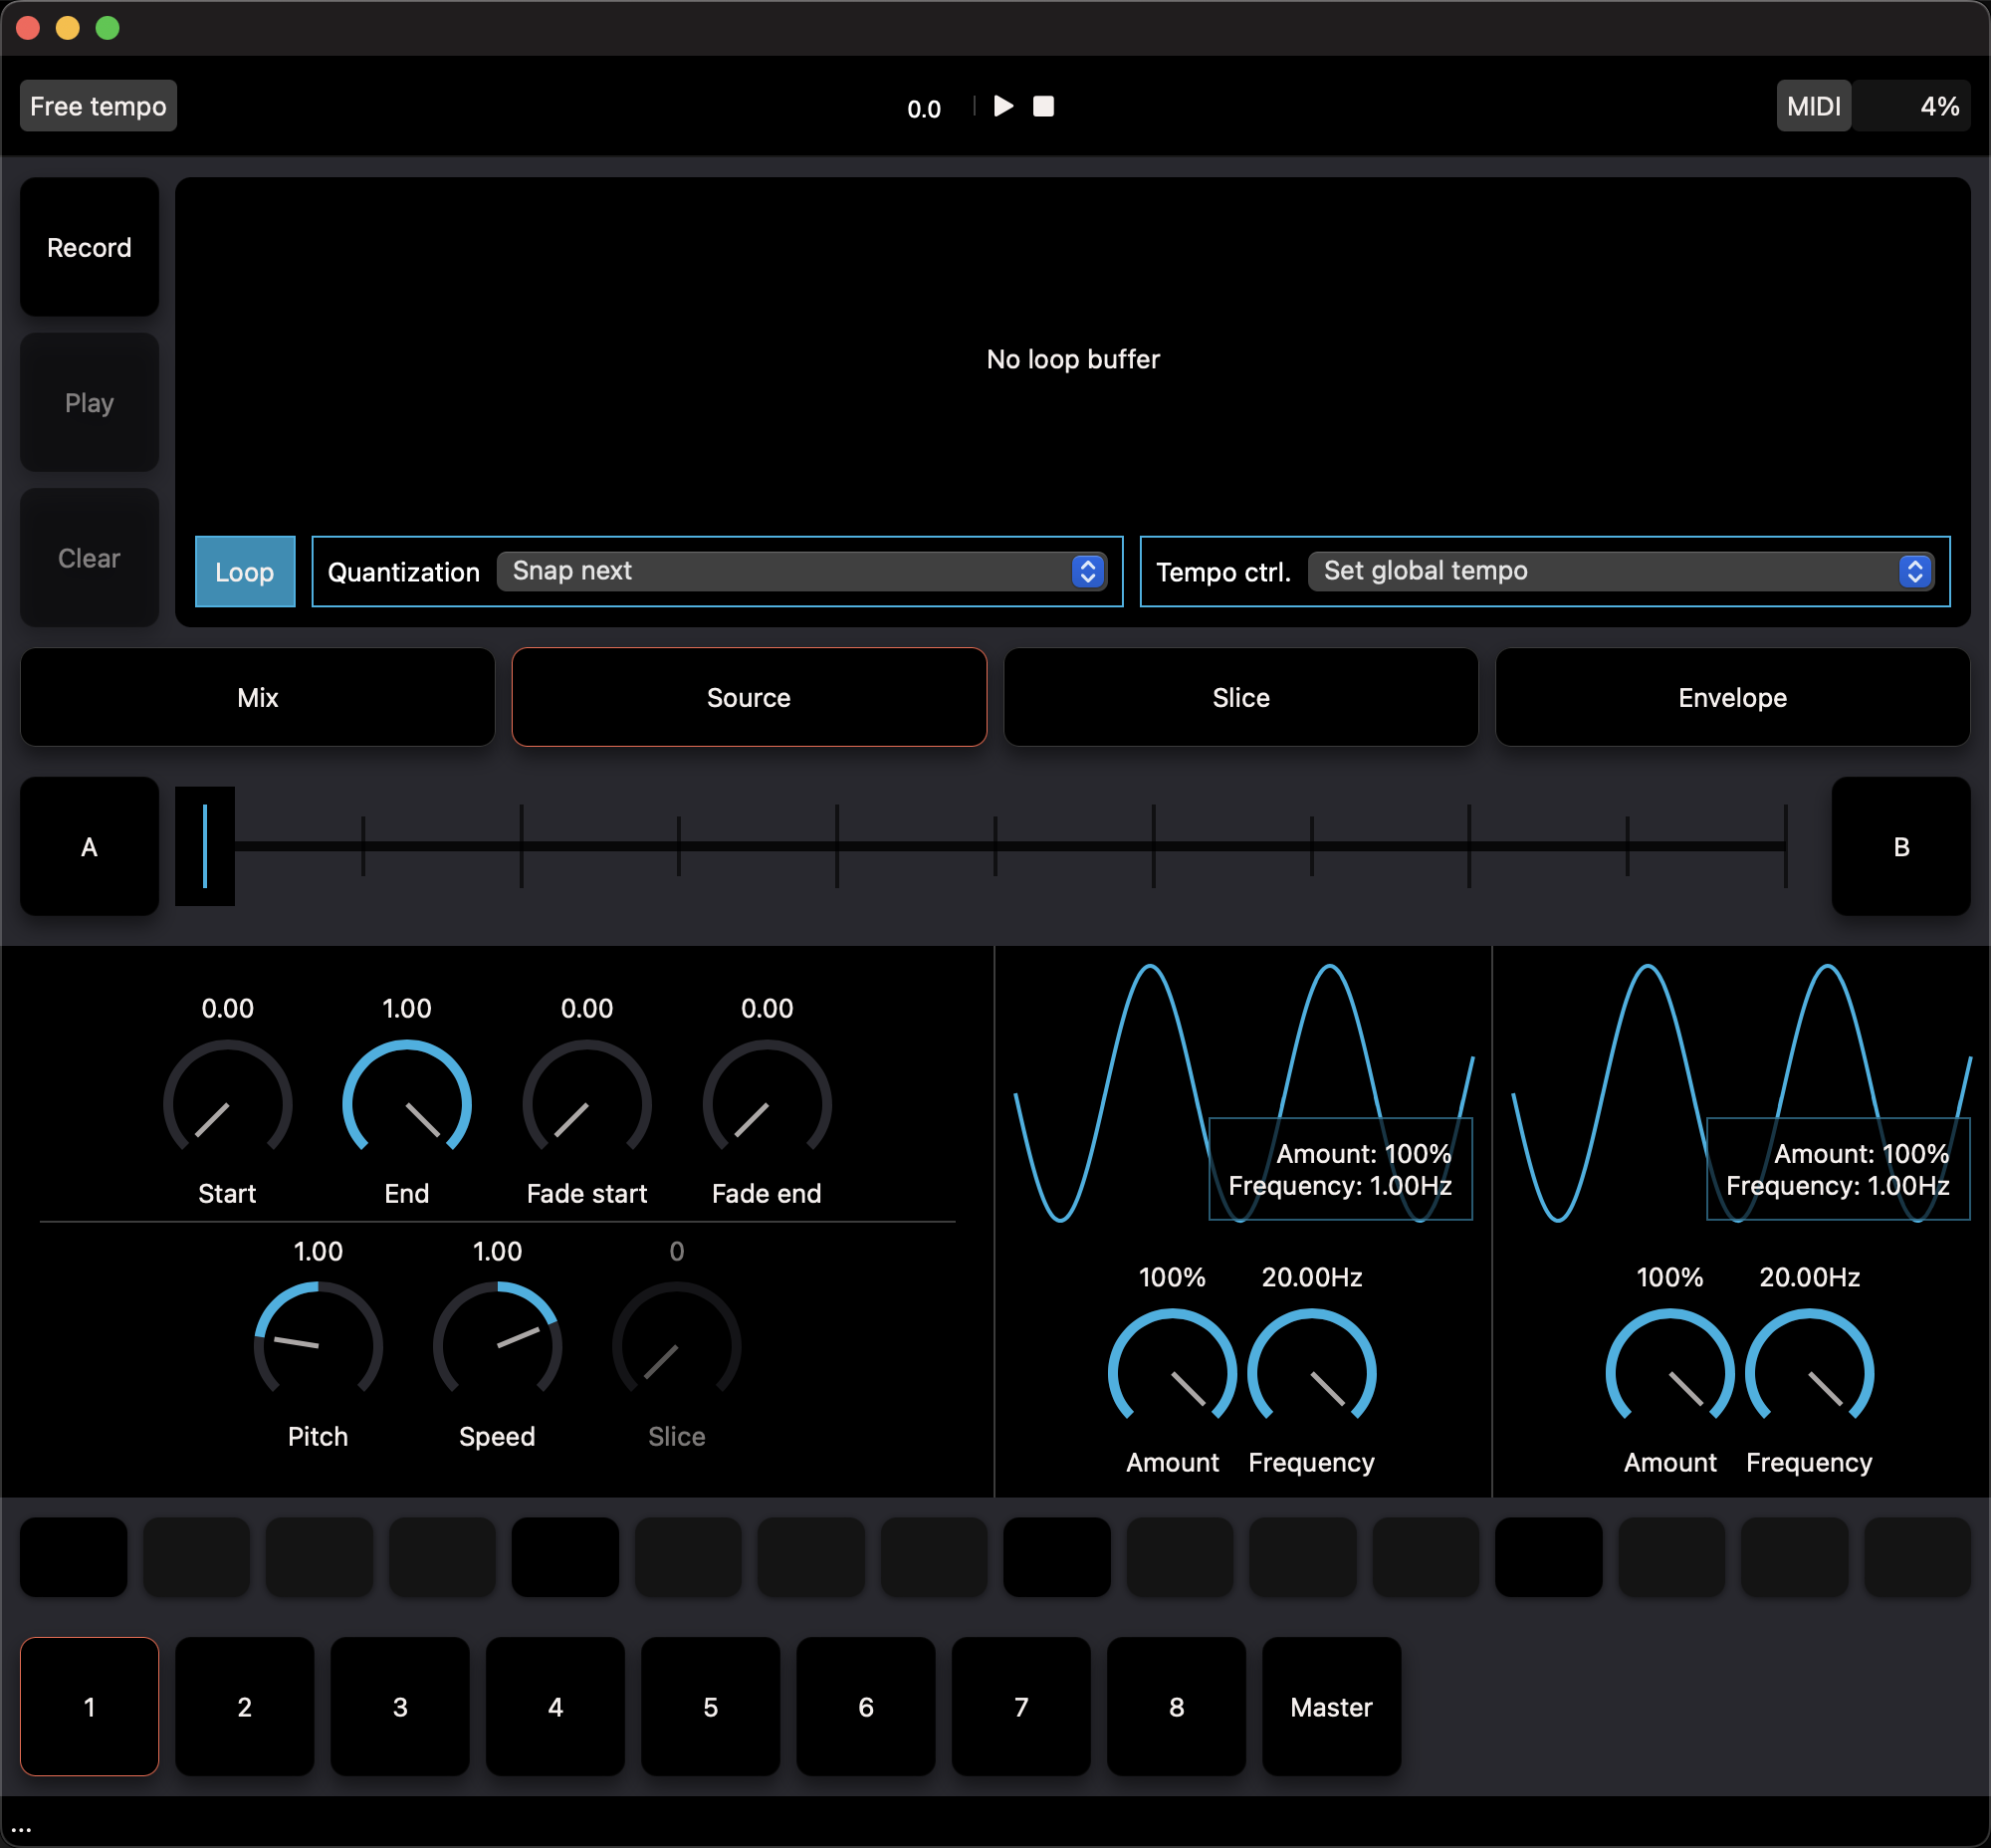 Free tempo
0.0
MIDI 4%
Record
Play
Clear
No loop buffer
Loop
Quantization Snap next
Tempo ctrl. Set global tempo
Mix
Source
Slice
Envelope
A
B
0.00 1.00 0.00 0.00
Start End Fade start Fade end
1.00 1.00 0
Pitch Speed Slice
Amount: 100%
Frequency: 1.00Hz
100% 20.00Hz
Amount Frequency
Amount: 100%
Frequency: 1.00Hz
100% 20.00Hz
Amount Frequency
1 2 3 4 5 6 7 8 Master
...